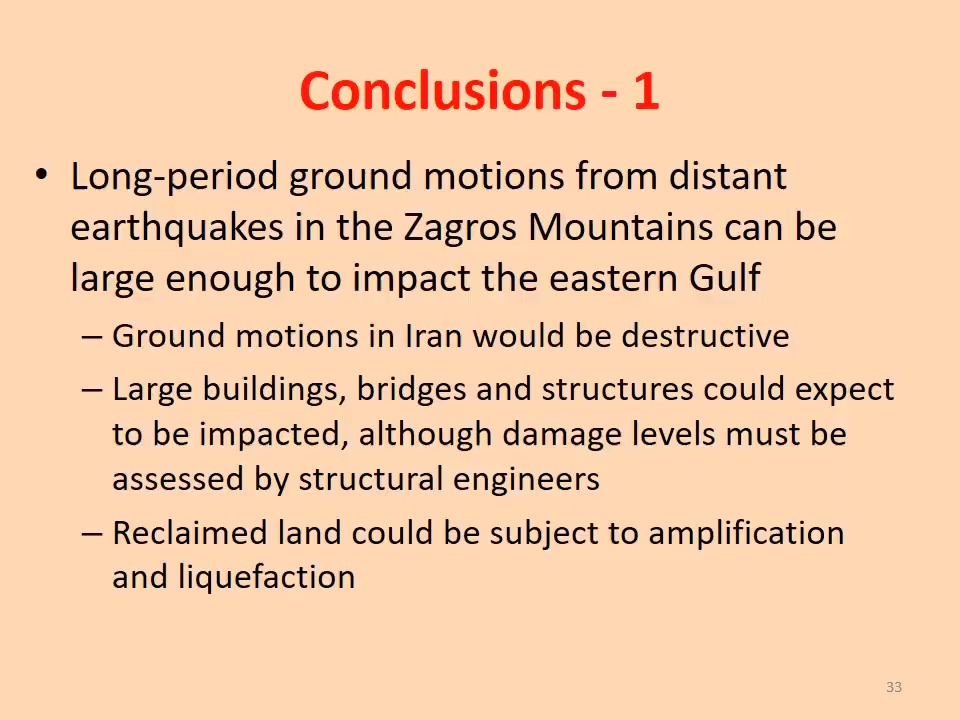 Conclusions - 1
• Long-period ground motions from distant
earthquakes in the Zagros Mountains can be
large enough to impact the eastern Gulf
– Ground motions in Iran would be destructive
– Large buildings, bridges and structures could expect
to be impacted, although damage levels must be
assessed by structural engineers
– Reclaimed land could be subject to amplification
and liquefaction
33